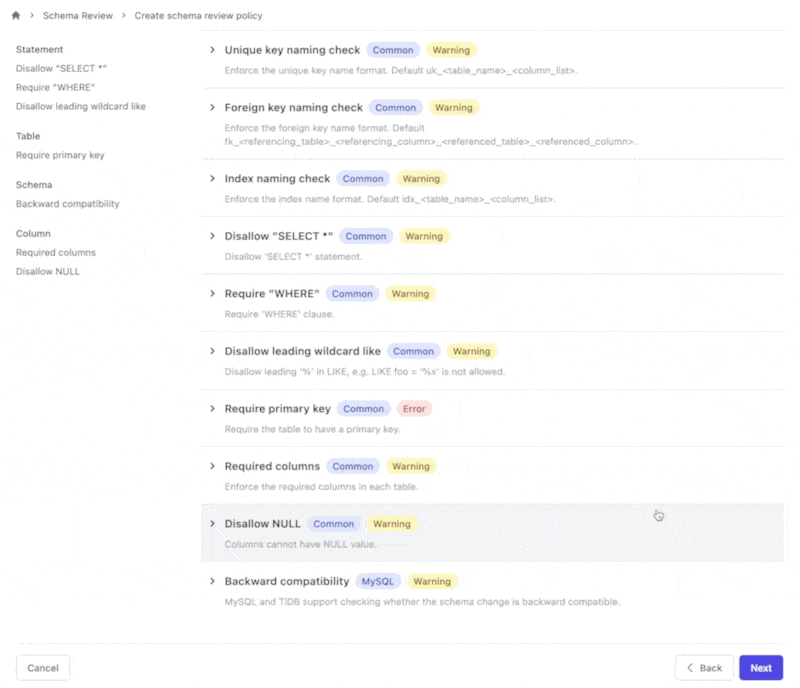 Schema Review > Create schema review policy
Statement
Disallow "SELECT *"
Require "WHERE"
Disallow leading wildcard like
Table
Require primary key
Schema
Backward compatibility
Column
Required columns
Disallow NULL
Unique key naming check Common Warning
Enforce the unique key name format. Default uk_<table_name>_<column_list>.
Foreign key naming check Common Warning
Enforce the foreign key name format. Default
fk_<referencing_table>_<referencing_column>_<referenced_table>_<referenced_column>.
Index naming check Common Warning
Enforce the index name format. Default idx_<table_name>_<column_list>.
Disallow "SELECT *" Common Warning
Disallow 'SELECT *' statement.
Require "WHERE" Common Warning
Require 'WHERE' clause.
Disallow leading wildcard like Common Warning
Disallow leading '%' in LIKE, e.g. LIKE foo = '%x' is not allowed.
Require primary key Common Error
Require the table to have a primary key.
Required columns Common Warning
Enforce the required columns in each table.
Disallow NULL Common Warning
Columns cannot have NULL value.
Backward compatibility MySQL Warning
MySQL and TiDB support checking whether the schema change is backward compatible.
Cancel
Back
Next